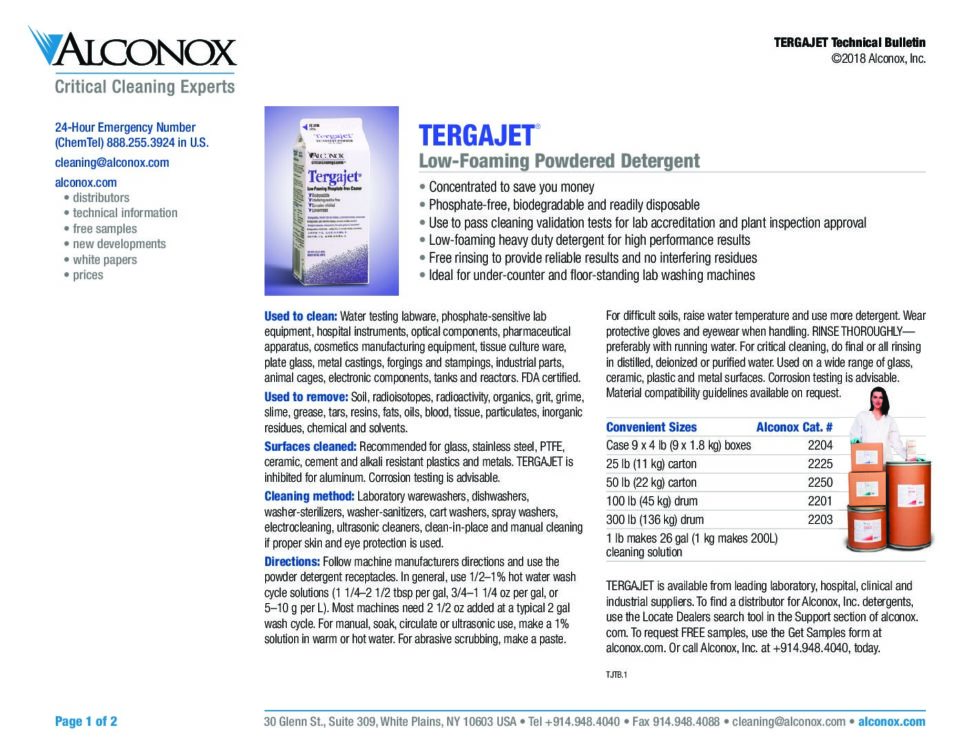 ALCONOX
Critical Cleaning Experts
TERGAJET Technical Bulletin
©2018 Alconox, Inc.
24-Hour Emergency Number
(ChemTel) 888.255.3924 in U.S.
cleaning@alconox.com
alconox.com
• distributors
• technical information
• free samples
• new developments
• white papers
• prices
Tergajet®
ALCONOX
Tergajet®
Low-Foaming Phosphate-free Cleaner
TERGAJET®
Low-Foaming Powdered Detergent
• Concentrated to save you money
• Phosphate-free, biodegradable and readily disposable
• Use to pass cleaning validation tests for lab accreditation and plant inspection approval
• Low-foaming heavy duty detergent for high performance results
• Free rinsing to provide reliable results and no interfering residues
• Ideal for under-counter and floor-standing lab washing machines
Used to clean: Water testing labware, phosphate-sensitive lab
equipment, hospital instruments, optical components, pharmaceutical
apparatus, cosmetics manufacturing equipment, tissue culture ware,
plate glass, metal castings, forgings and stampings, industrial parts,
animal cages, electronic components, tanks and reactors. FDA certified.
Used to remove: Soil, radioisotopes, radioactivity, organics, grit, grime,
slime, grease, tars, resins, fats, oils, blood, tissue, particulates, inorganic
residues, chemical and solvents.
Surfaces cleaned: Recommended for glass, stainless steel, PTFE,
ceramic, cement and alkali resistant plastics and metals. TERGAJET is
inhibited for aluminum. Corrosion testing is advisable.
Cleaning method: Laboratory warewashers, dishwashers,
washer-sterilizers, washer-sanitizers, cart washers, spray washers,
electrocleaning, ultrasonic cleaners, clean-in-place and manual cleaning
if proper skin and eye protection is used.
Directions: Follow machine manufacturers directions and use the
powder detergent receptacles. In general, use 1/2–1% hot water wash
cycle solutions (1 1/4–2 1/2 tbsp per gal, 3/4–1 1/4 oz per gal, or
5–10 g per L). Most machines need 2 1/2 oz added at a typical 2 gal
wash cycle. For manual, soak, circulate or ultrasonic use, make a 1%
solution in warm or hot water. For abrasive scrubbing, make a paste.
For difficult soils, raise water temperature and use more detergent. Wear
protective gloves and eyewear when handling. RINSE THOROUGHLY—
preferably with running water. For critical cleaning, do final or all rinsing
in distilled, deionized or purified water. Used on a wide range of glass,
ceramic, plastic and metal surfaces. Corrosion testing is advisable.
Material compatibility guidelines available on request.
Convenient Sizes Alconox Cat. #
Case 9 x 4 lb (9 x 1.8 kg) boxes 2204
25 lb (11 kg) carton 2225
50 lb (22 kg) carton 2250
100 lb (45 kg) drum 2201
300 lb (136 kg) drum 2203
1 lb makes 26 gal (1 kg makes 200L)
cleaning solution
TERGAJET is available from leading laboratory, hospital, clinical and
industrial suppliers. To find a distributor for Alconox, Inc. detergents,
use the Locate Dealers search tool in the Support section of alconox.
com. To request FREE samples, use the Get Samples form at
alconox.com. Or call Alconox, Inc. at +914.948.4040, today.
TJTB.1
Page 1 of 2
30 Glenn St., Suite 309, White Plains, NY 10603 USA • Tel +914.948.4040 • Fax 914.948.4088 • cleaning@alconox.com • alconox.com